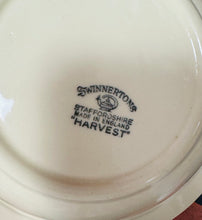 SWINNERTONS
STAFFORDSHIRE
MADE IN ENGLAND
"HARVEST"